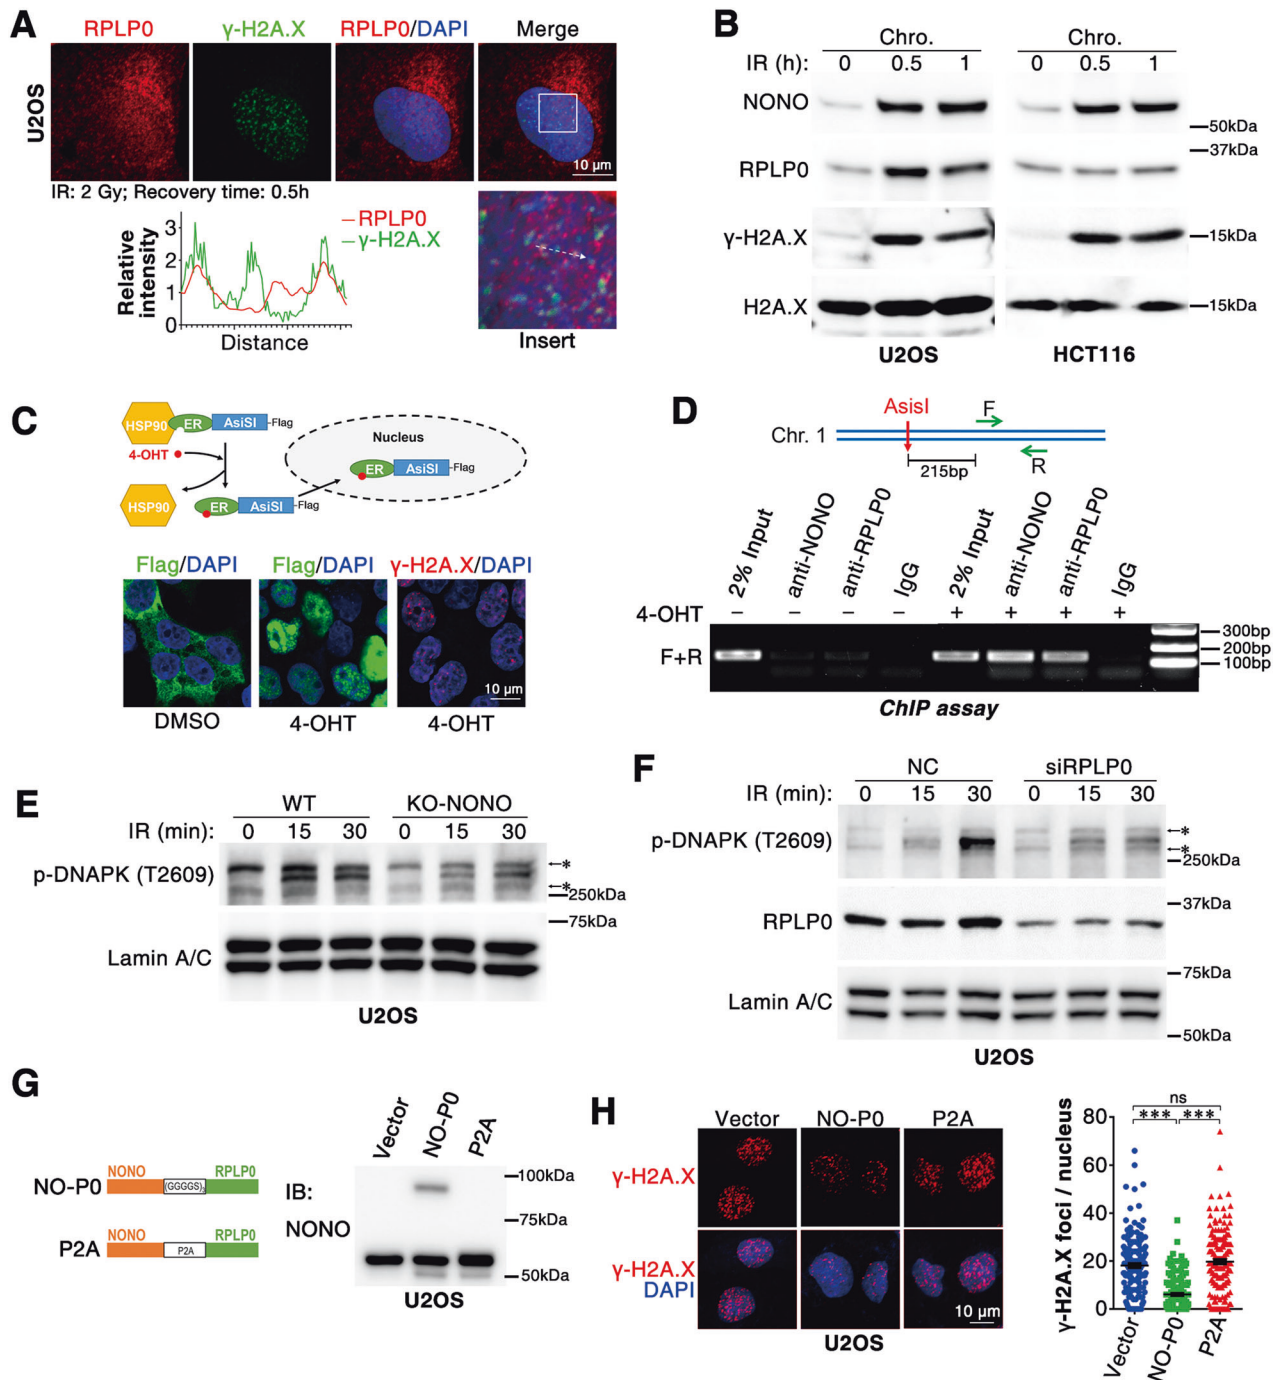 A
RPLP0 γ-H2A.X RPLP0/DAPI Merge
U2OS
10 μm
IR: 2 Gy; Recovery time: 0.5h
RPLP0
γ-H2A.X
Relative intensity
3
2
1
0
Distance
Insert
B
Chro. Chro.
IR (h): 0 0.5 1 0 0.5 1
NONO
50kDa
37kDa
RPLP0
γ-H2A.X
15kDa
H2A.X
15kDa
U2OS HCT116
C
HSP90 ER AsiSI -Flag
4-OHT
Nucleus
ER AsiSI -Flag
HSP90 ER AsiSI -Flag
Flag/DAPI Flag/DAPI γ-H2A.X/DAPI
10 μm
DMSO 4-OHT 4-OHT
D
AsisI F
Chr. 1
215bp R
2% Input anti-NONO anti-RPLP0 IgG 2% Input anti-NONO anti-RPLP0 IgG
4-OHT − − − − + + + +
F+R
300bp
200bp
100bp
ChIP assay
E
WT KO-NONO
IR (min): 0 15 30 0 15 30
p-DNAPK (T2609)
←*
←*
250kDa
75kDa
Lamin A/C
U2OS
F
NC siRPLP0
IR (min): 0 15 30 0 15 30
p-DNAPK (T2609)
←*
←*
250kDa
37kDa
RPLP0
75kDa
Lamin A/C
50kDa
U2OS
G
NONO RPLP0
NO-P0 (GGGGS)₃
NONO RPLP0
P2A P2A
Vector NO-P0 P2A
IB:
NONO
100kDa
75kDa
50kDa
U2OS
H
Vector NO-P0 P2A
γ-H2A.X
γ-H2A.X
DAPI
10 μm
U2OS
γ-H2A.X foci / nucleus
80
60
40
20
0
ns
*** ***
Vector NO-P0 P2A